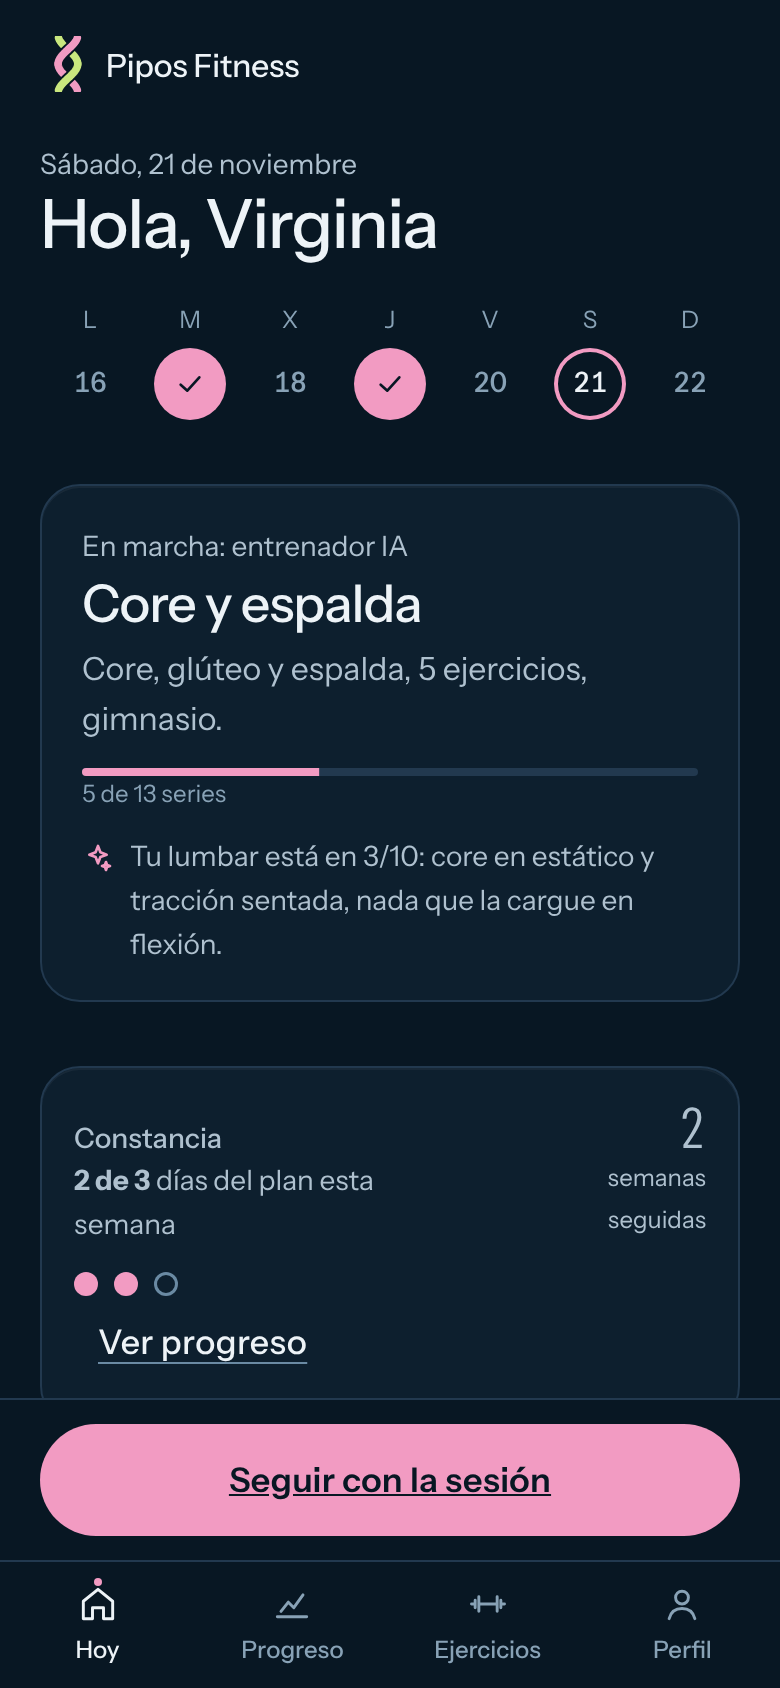 Pipos Fitness
Sábado, 21 de noviembre
Hola, Virginia
L M X J V S D
16 18 20 21 22
En marcha: entrenador IA
Core y espalda
Core, glúteo y espalda, 5 ejercicios,
gimnasio.
5 de 13 series
Tu lumbar está en 3/10: core en estático y
tracción sentada, nada que la cargue en
flexión.
Constancia
2 de 3 días del plan esta
semana
2
semanas
seguidas
Ver progreso
Seguir con la sesión
Hoy Progreso Ejercicios Perfil